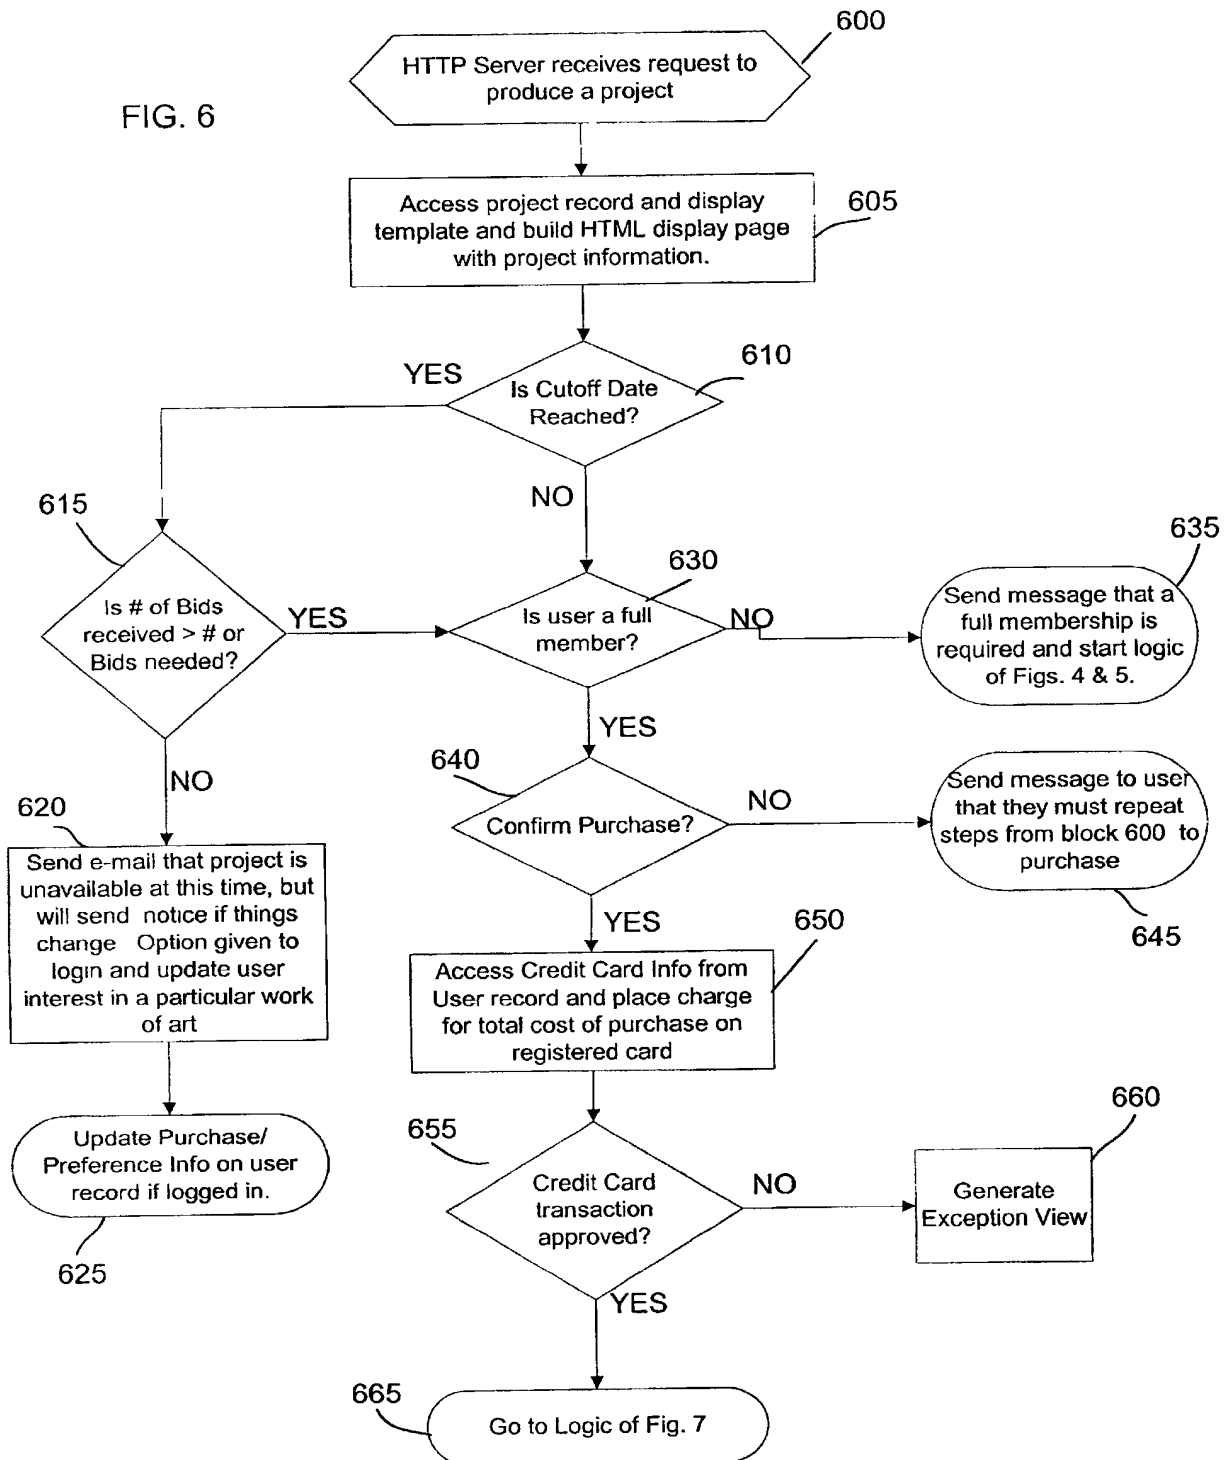 600
HTTP Server receives request to
produce a project
FIG. 6
605
Access project record and display
template and build HTML display page
with project information.
610
YES
Is Cutoff Date
Reached?
NO
615
Is # of Bids
received > # or
Bids needed?
YES
630
Is user a full
member?
NO
635
Send message that a
full membership is
required and start logic
of Figs. 4 & 5.
YES
NO
640
Confirm Purchase?
NO
Send message to user
that they must repeat
steps from block 600 to
purchase
645
620
Send e-mail that project is
unavailable at this time, but
will send notice if things
change Option given to
login and update user
interest in a particular work
of art
YES
650
Access Credit Card Info from
User record and place charge
for total cost of purchase on
registered card
Update Purchase/
Preference Info on user
record if logged in.
625
655
Credit Card
transaction
approved?
NO
660
Generate
Exception View
YES
665
Go to Logic of Fig. 7